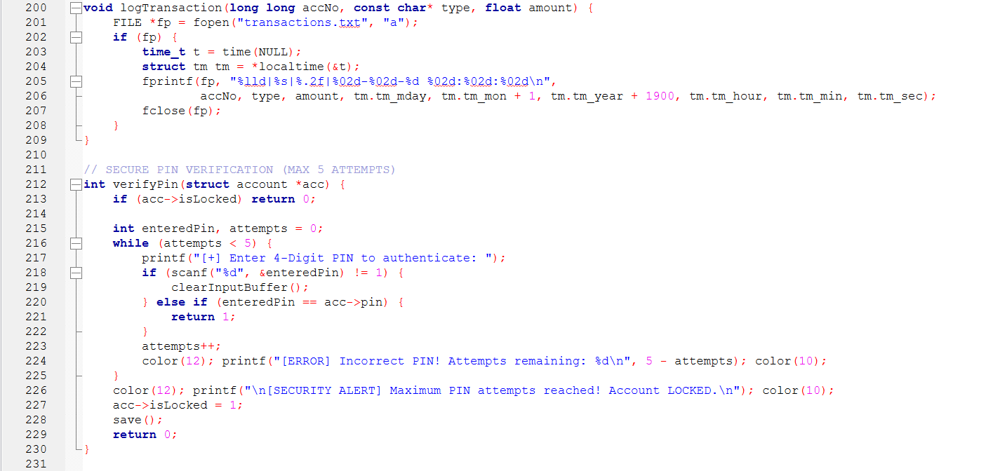 200 void logTransaction(long long accNo, const char* type, float amount) {
201     FILE *fp = fopen("transactions.txt", "a");
202     if (fp) {
203         time_t t = time(NULL);
204         struct tm tm = *localtime(&t);
205         fprintf(fp, "%lld|%s|%.2f|%02d-%02d-%d %02d:%02d:%02d\n",
206                 accNo, type, amount, tm.tm_mday, tm.tm_mon + 1, tm.tm_year + 1900, tm.tm_hour, tm.tm_min, tm.tm_sec);
207         fclose(fp);
208     }
209 }
210
211 // SECURE PIN VERIFICATION (MAX 5 ATTEMPTS)
212 int verifyPin(struct account *acc) {
213     if (acc->isLocked) return 0;
214
215     int enteredPin, attempts = 0;
216     while (attempts < 5) {
217         printf("[+] Enter 4-Digit PIN to authenticate: ");
218         if (scanf("%d", &enteredPin) != 1) {
219             clearInputBuffer();
220         } else if (enteredPin == acc->pin) {
221             return 1;
222         }
223         attempts++;
224         color(12); printf("[ERROR] Incorrect PIN! Attempts remaining: %d\n", 5 - attempts); color(10);
225     }
226     color(12); printf("\n[SECURITY ALERT] Maximum PIN attempts reached! Account LOCKED.\n"); color(10);
227     acc->isLocked = 1;
228     save();
229     return 0;
230 }
231